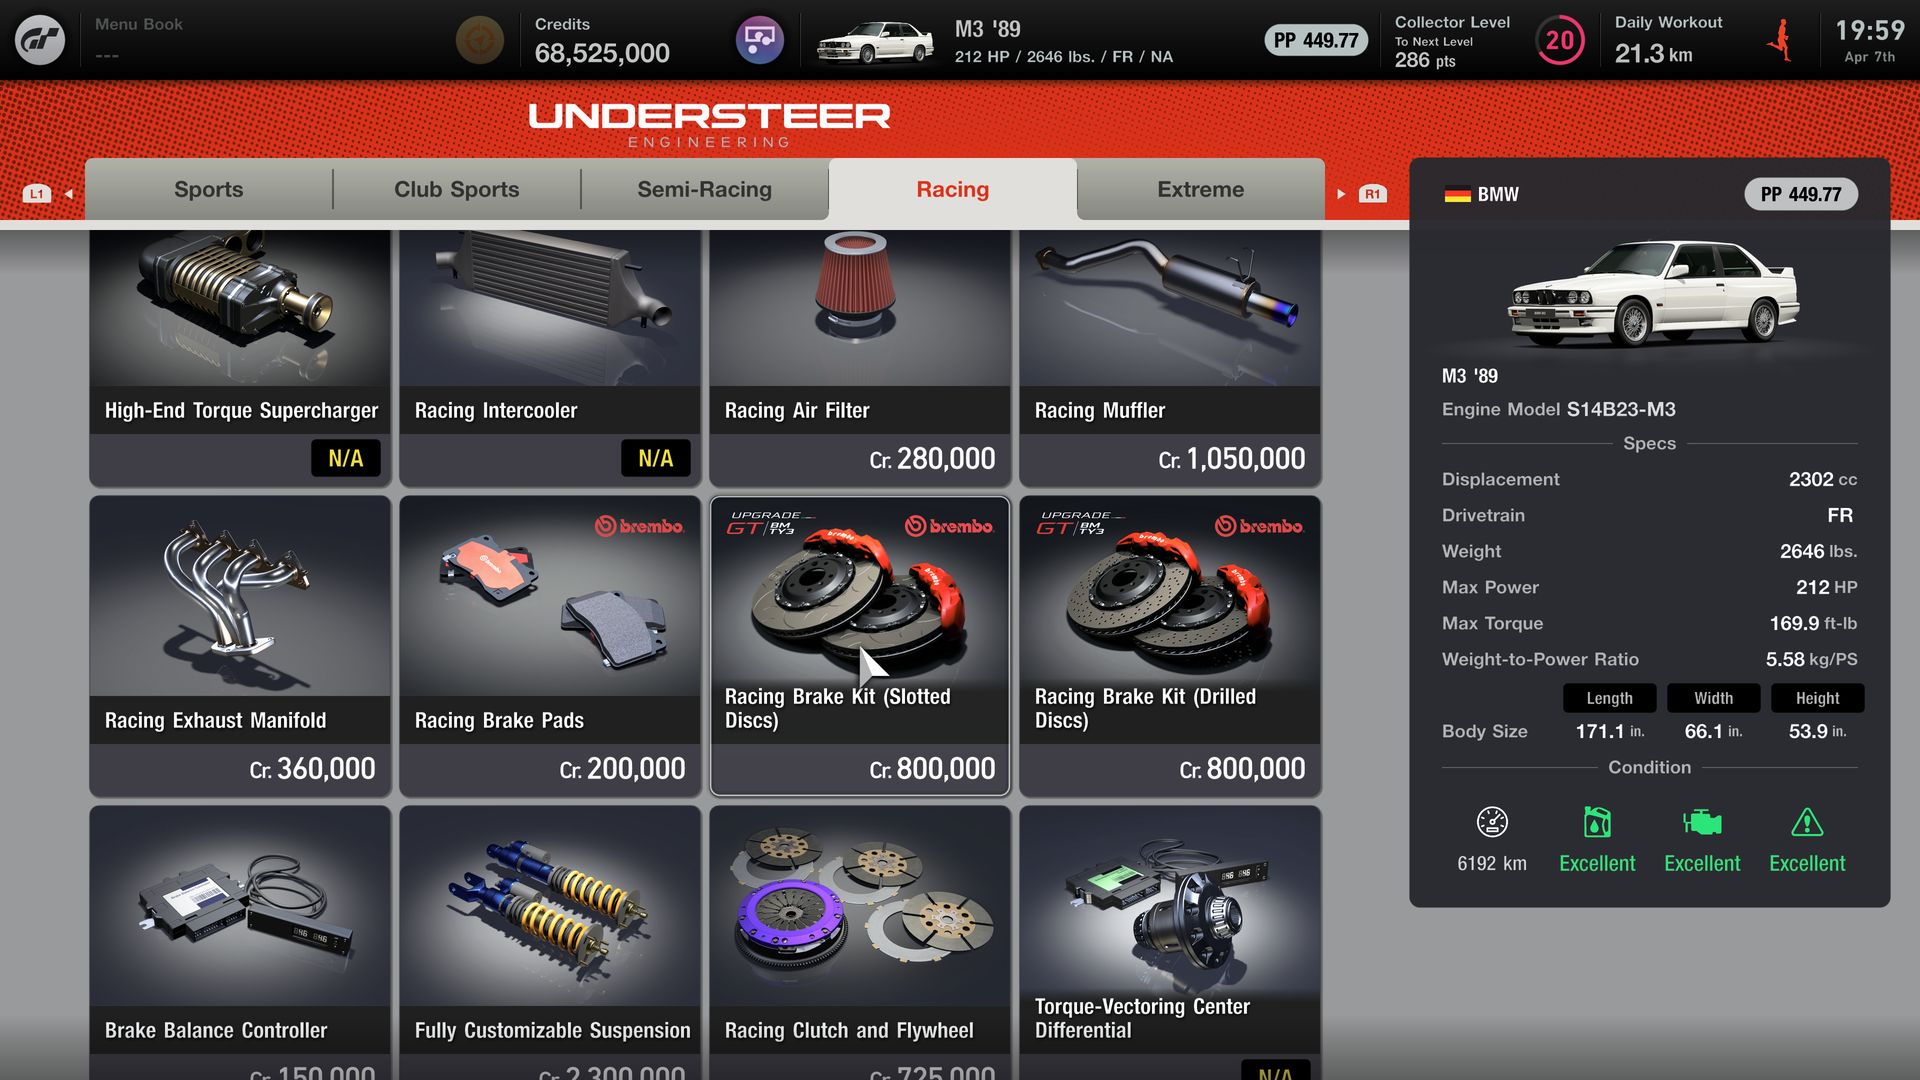 Menu Book
---
Credits
68,525,000
M3 '89
212 HP / 2646 lbs. / FR / NA
PP 449.77
Collector Level
To Next Level
286 pts
20
Daily Workout
21.3 km
19:59
Apr 7th
UNDERSTEER
ENGINEERING
L1
Sports
Club Sports
Semi-Racing
Racing
Extreme
R1
High-End Torque Supercharger
N/A
Racing Intercooler
N/A
Racing Air Filter
Cr. 280,000
Racing Muffler
Cr. 1,050,000
Racing Exhaust Manifold
Cr. 360,000
brembo
brembo
Racing Brake Pads
Cr. 200,000
UPGRADE
GT/BM
TY3
brembo
brembo
brembo
Racing Brake Kit (Slotted
Discs)
Cr. 800,000
UPGRADE
GT/BM
TY3
brembo
brembo
brembo
Racing Brake Kit (Drilled
Discs)
Cr. 800,000
Brake Balance Controller
Cr. 150,000
Fully Customizable Suspension
Cr. 2,300,000
Racing Clutch and Flywheel
Cr. 725,000
Torque-Vectoring Center
Differential
N/A
BMW
PP 449.77
M3 '89
Engine Model S14B23-M3
Specs
Displacement 2302 cc
Drivetrain FR
Weight 2646 lbs.
Max Power 212 HP
Max Torque 169.9 ft-lb
Weight-to-Power Ratio 5.58 kg/PS
Length Width Height
Body Size 171.1 in. 66.1 in. 53.9 in.
Condition
6192 km Excellent Excellent Excellent